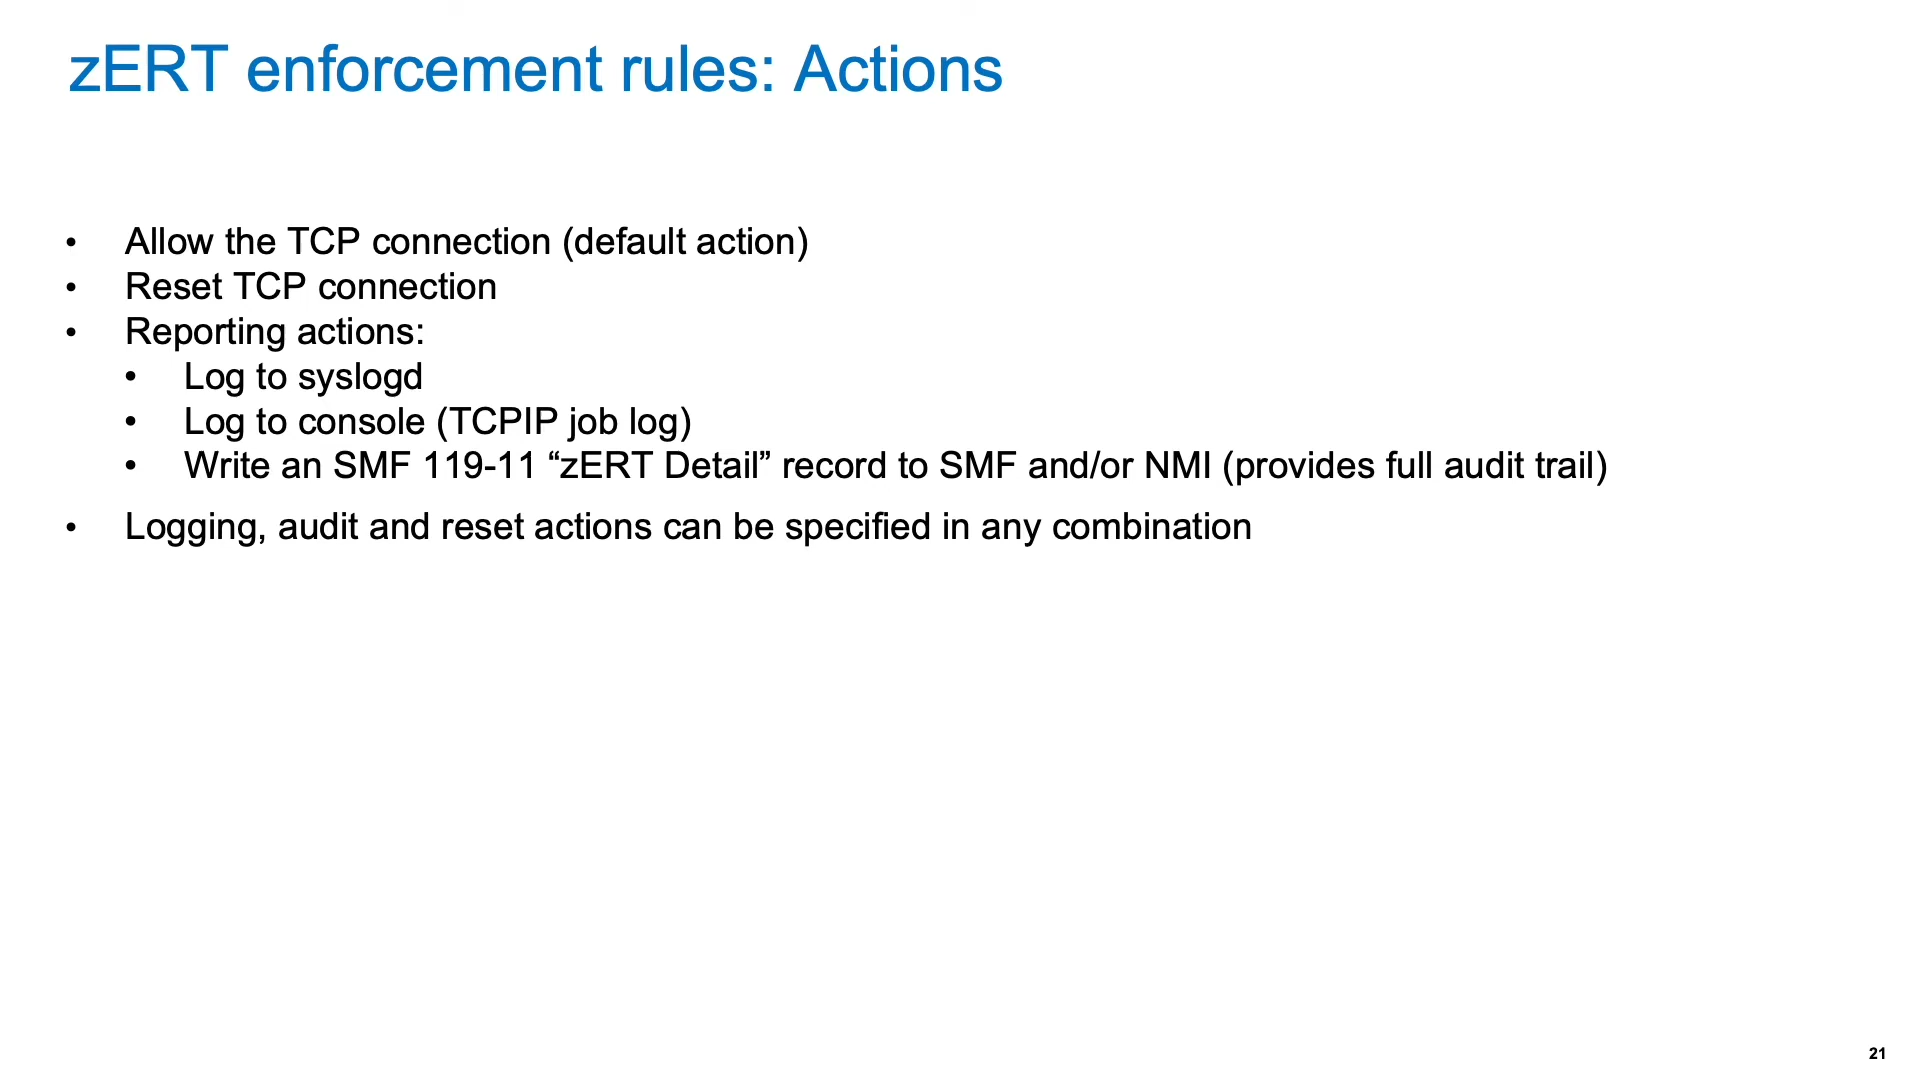 zERT enforcement rules: Actions
• Allow the TCP connection (default action)
• Reset TCP connection
• Reporting actions:
• Log to syslogd
• Log to console (TCPIP job log)
• Write an SMF 119-11 “zERT Detail” record to SMF and/or NMI (provides full audit trail)
• Logging, audit and reset actions can be specified in any combination
21